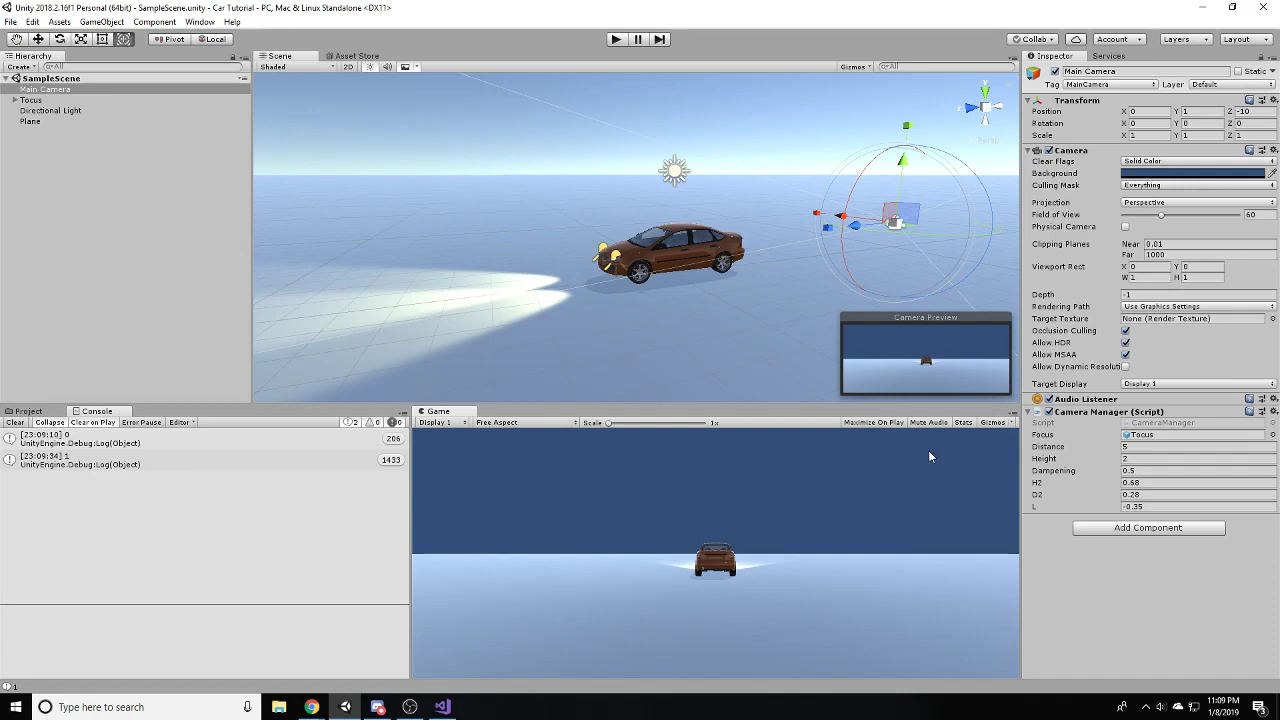 Unity 2018.2.16f1 Personal (64bit) - SampleScene.unity - Car Tutorial - PC, Mac & Linux Standalone <DX11>
File Edit Assets GameObject Component Window Help
Pivot Local Collab Account Layers Layout
Hierarchy
Create All
SampleScene
Main Camera
Tocus
Directional Light
Plane
Scene Asset Store
Shaded 2D Gizmos All
y
z
Persp
Camera Preview
Project Console
Clear Collapse Clear on Play Error Pause Editor 2 0 0
[23:09:10] 0
UnityEngine.Debug:Log(Object)
206
[23:09:34] 1
UnityEngine.Debug:Log(Object)
1433
Game
Display 1 Free Aspect Scale 1x Maximize On Play Mute Audio Stats Gizmos
Inspector Services
Main Camera Static
Tag MainCamera Layer Default
Transform
Position X 0 Y 1 Z -10
Rotation X 0 Y 0 Z 0
Scale X 1 Y 1 Z 1
Camera
Clear Flags Solid Color
Background
Culling Mask Everything
Projection Perspective
Field of View 60
Physical Camera
Clipping Planes Near 0.01
Far 1000
Viewport Rect X 0 Y 0
W 1 H 1
Depth -1
Rendering Path Use Graphics Settings
Target Texture None (Render Texture)
Occlusion Culling
Allow HDR
Allow MSAA
Allow Dynamic Resoluti
Target Display Display 1
Audio Listener
Camera Manager (Script)
Script CameraManager
Focus Tocus
Distance 5
Height 2
Dampening 0.5
H2 0.68
D2 0.28
L -0.35
Add Component
1
Type here to search
11:09 PM
1/8/2019
3